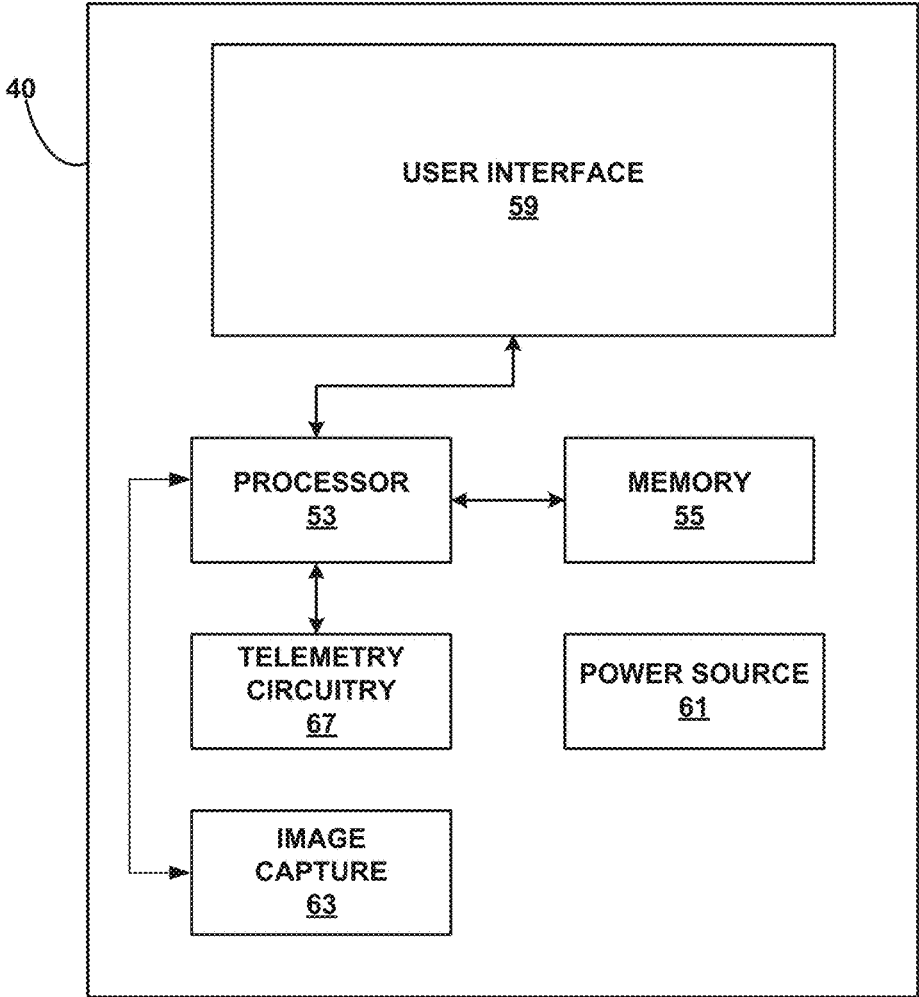 40
USER INTERFACE
59
PROCESSOR
53
MEMORY
55
TELEMETRY
CIRCUITRY
67
POWER SOURCE
61
IMAGE
CAPTURE
63